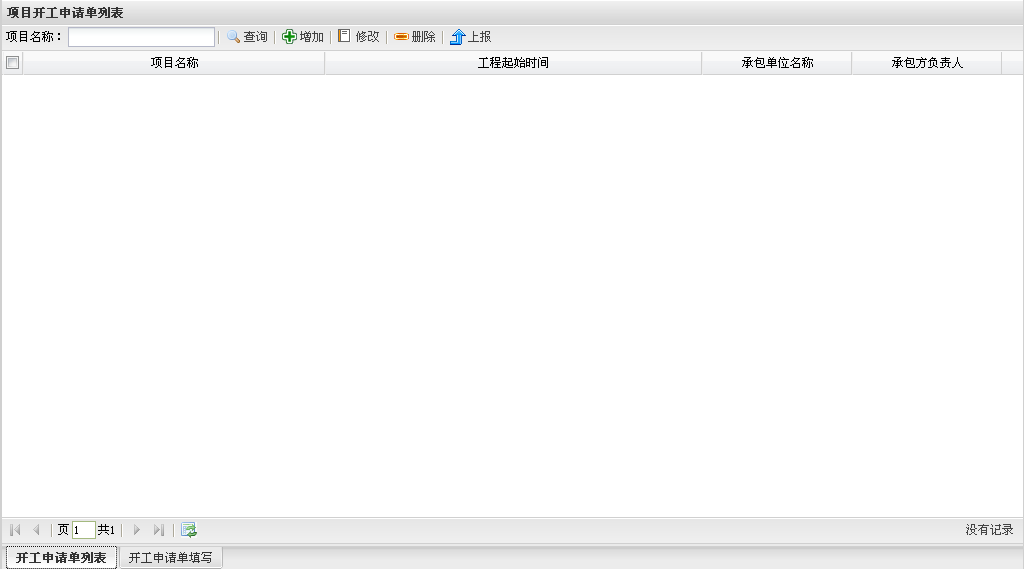 项目开工申请单列表
项目名称： 查询 增加 修改 删除 上报
项目名称 工程起始时间 承包单位名称 承包方负责人
页 1 共1 没有记录
开工申请单列表 开工申请单填写